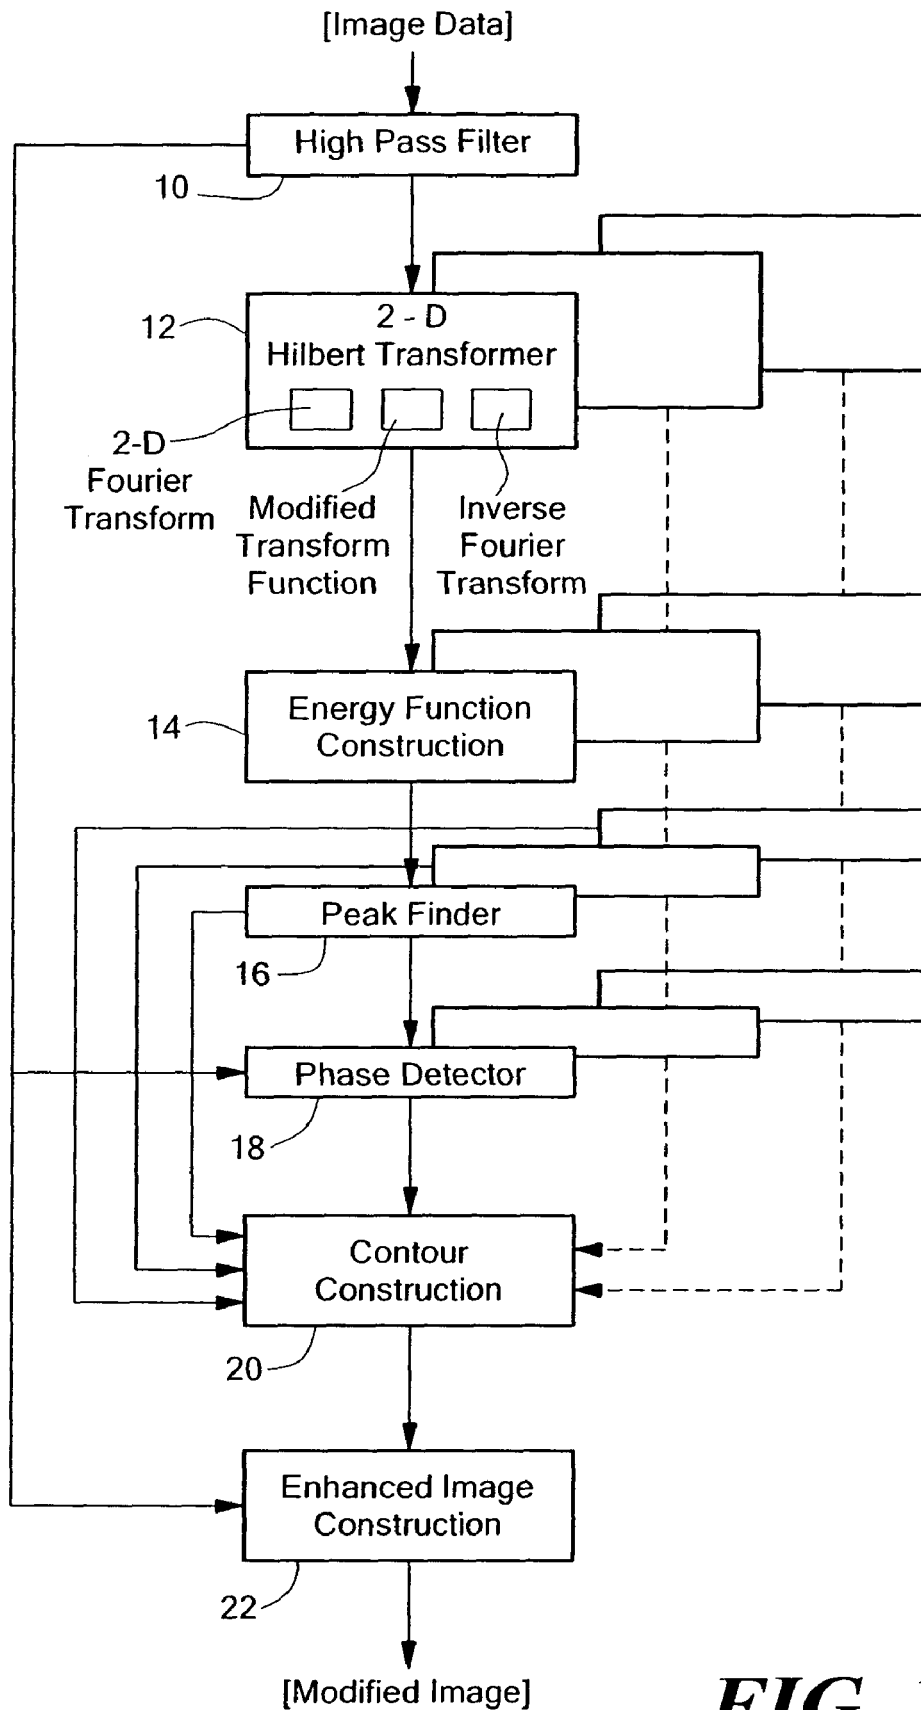 [Image Data]
High Pass Filter
10
12
2 - D
Hilbert Transformer
2-D
Fourier
Transform
Modified
Transform
Function
Inverse
Fourier
Transform
14
Energy Function
Construction
Peak Finder
16
Phase Detector
18
Contour
Construction
20
Enhanced Image
Construction
22
[Modified Image]
FIG.